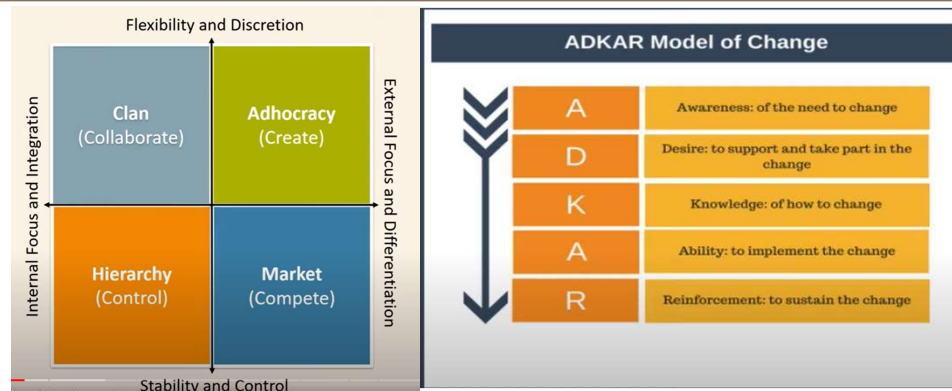 Flexibility and Discretion
Internal Focus and Integration
Clan
(Collaborate)
Adhocracy
(Create)
Hierarchy
(Control)
Market
(Compete)
External Focus and Differentiation
Stability and Control
ADKAR Model of Change
A
Awareness: of the need to change
D
Desire: to support and take part in the
change
K
Knowledge: of how to change
A
Ability: to implement the change
R
Reinforcement: to sustain the change